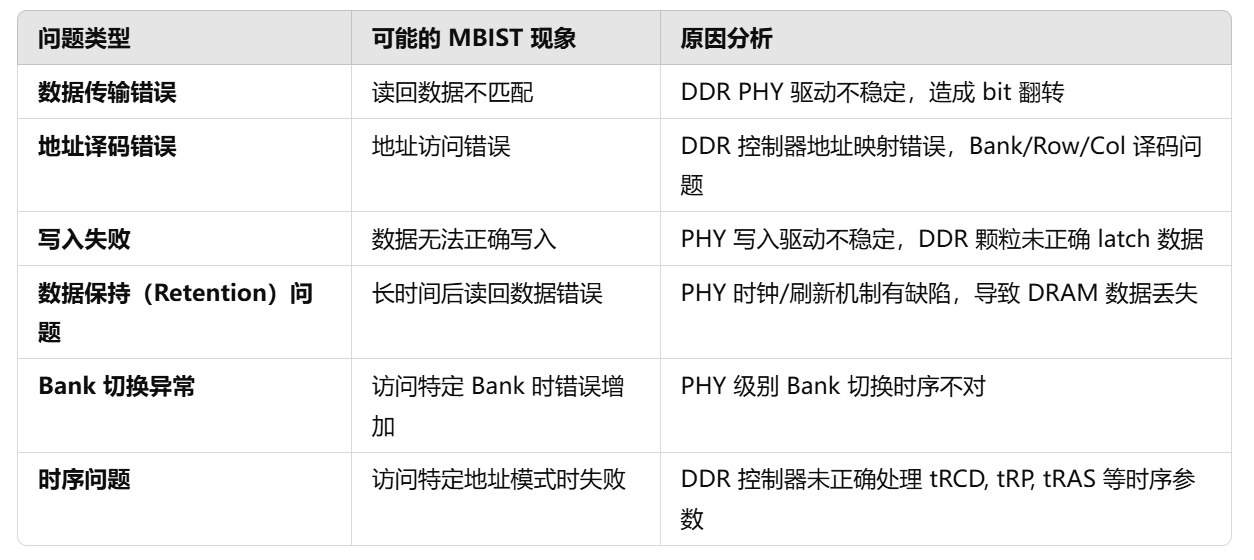 问题类型 可能的 MBIST 现象 原因分析
数据传输错误 读回数据不匹配 DDR PHY 驱动不稳定，造成 bit 翻转
地址译码错误 地址访问错误 DDR 控制器地址映射错误，Bank/Row/Col 译码问
题
写入失败 数据无法正确写入 PHY 写入驱动不稳定，DDR 颗粒未正确 latch 数据
数据保持（Retention）问 长时间后读回数据错误 PHY 时钟/刷新机制有缺陷，导致 DRAM 数据丢失
题
Bank 切换异常 访问特定 Bank 时错误增 PHY 级别 Bank 切换时序不对
加
时序问题 访问特定地址模式时失败 DDR 控制器未正确处理 tRCD, tRP, tRAS 等时序参
数